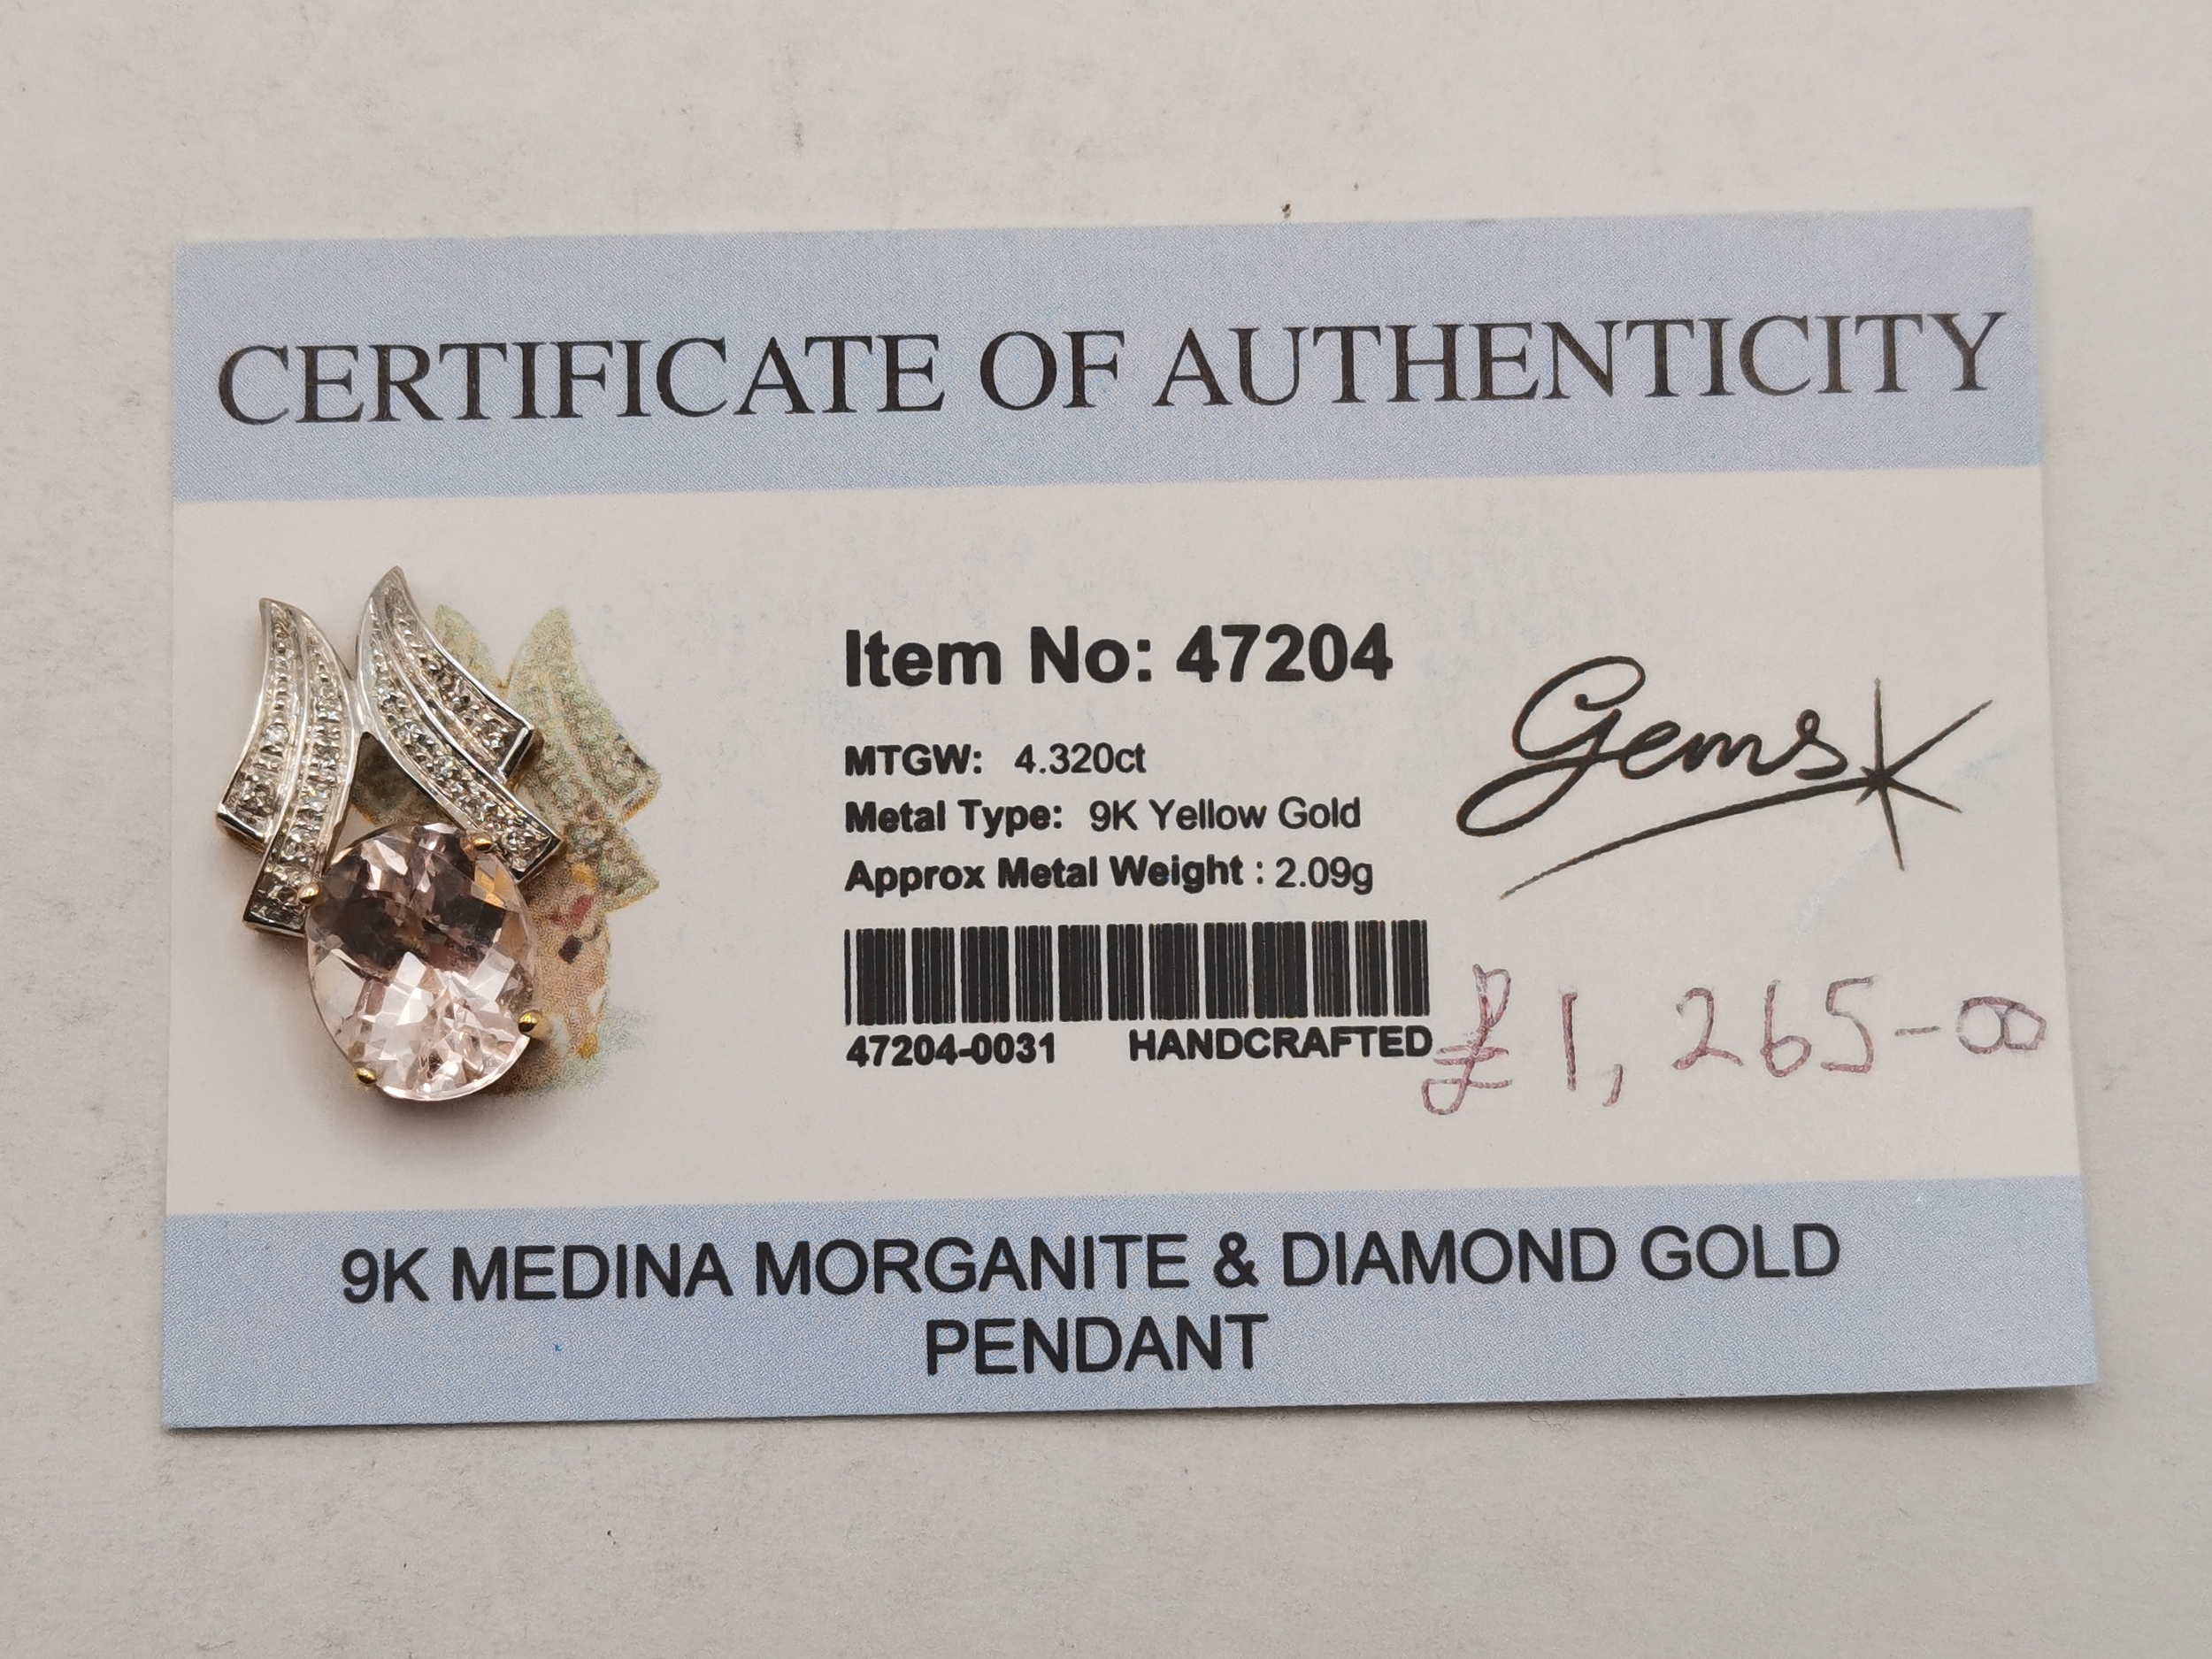 CERTIFICATE OF AUTHENTICITY
Item No: 47204
MTGW: 4.320ct
Metal Type: 9K Yellow Gold
Approx Metal Weight : 2.09g
Gems
47204-0031 HANDCRAFTED
£1,265-00
9K MEDINA MORGANITE & DIAMOND GOLD
PENDANT